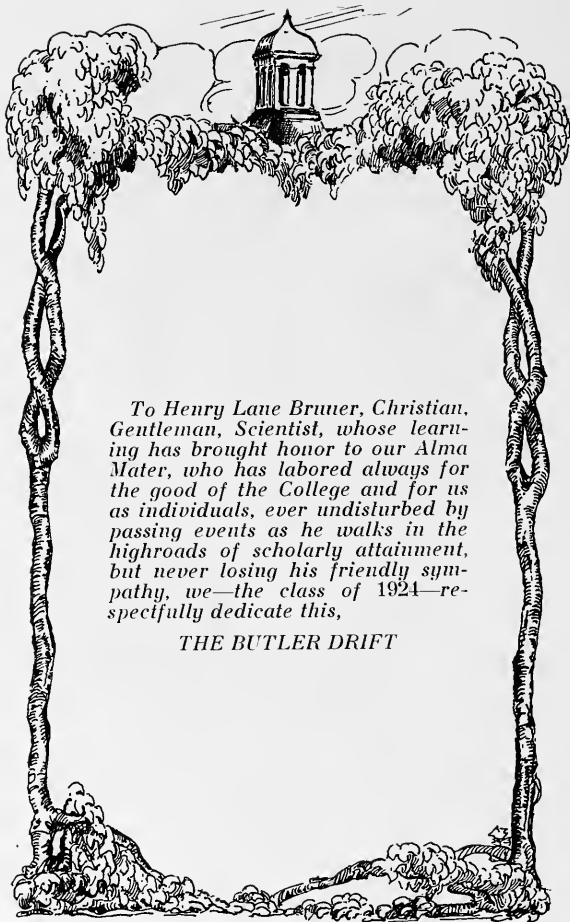 To Henry Lane Bruner, Christian,
Gentleman, Scientist, whose learn-
ing has brought honor to our Alma
Mater, who has labored always for
the good of the College and for us
as individuals, ever undisturbed by
passing events as he walks in the
highroads of scholarly attainment,
but never losing his friendly sym-
pathy, we—the class of 1924—re-
spectfully dedicate this,
THE BUTLER DRIFT